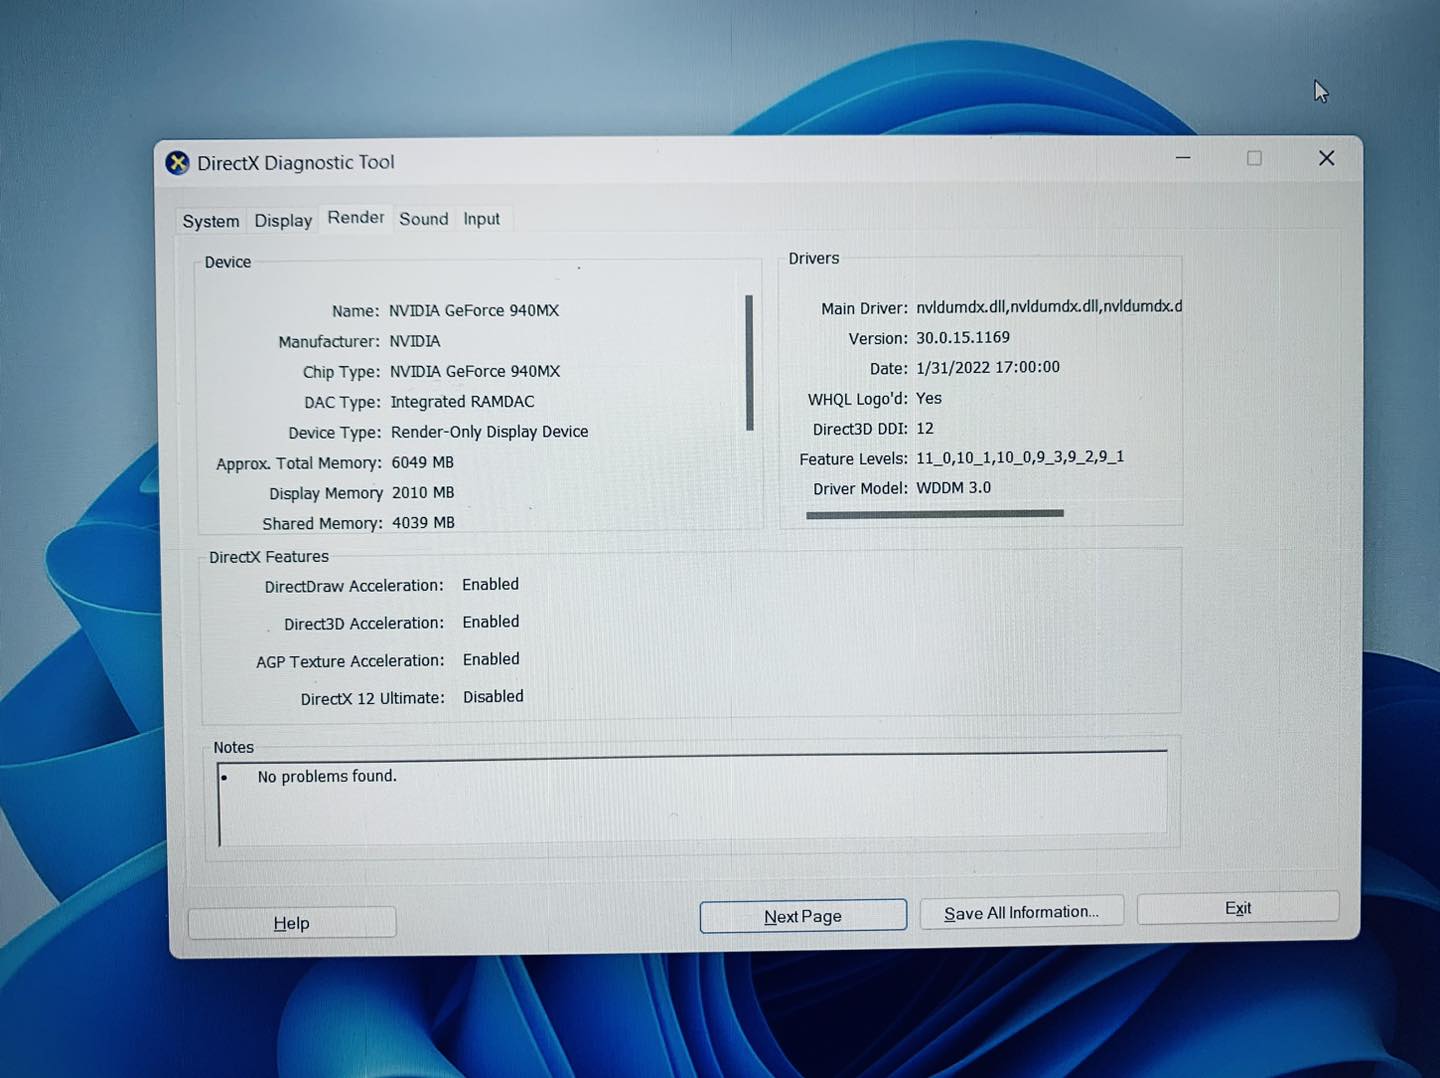 DirectX Diagnostic Tool
System Display Render Sound Input
Device
Name: NVIDIA GeForce 940MX
Manufacturer: NVIDIA
Chip Type: NVIDIA GeForce 940MX
DAC Type: Integrated RAMDAC
Device Type: Render-Only Display Device
Approx. Total Memory: 6049 MB
Display Memory 2010 MB
Shared Memory: 4039 MB
Drivers
Main Driver: nvldumdx.dll,nvldumdx.dll,nvldumdx.d
Version: 30.0.15.1169
Date: 1/31/2022 17:00:00
WHQL Logo'd: Yes
Direct3D DDI: 12
Feature Levels: 11_0,10_1,10_0,9_3,9_2,9_1
Driver Model: WDDM 3.0
DirectX Features
DirectDraw Acceleration: Enabled
Direct3D Acceleration: Enabled
AGP Texture Acceleration: Enabled
DirectX 12 Ultimate: Disabled
Notes
• No problems found.
Help Next Page Save All Information... Exit